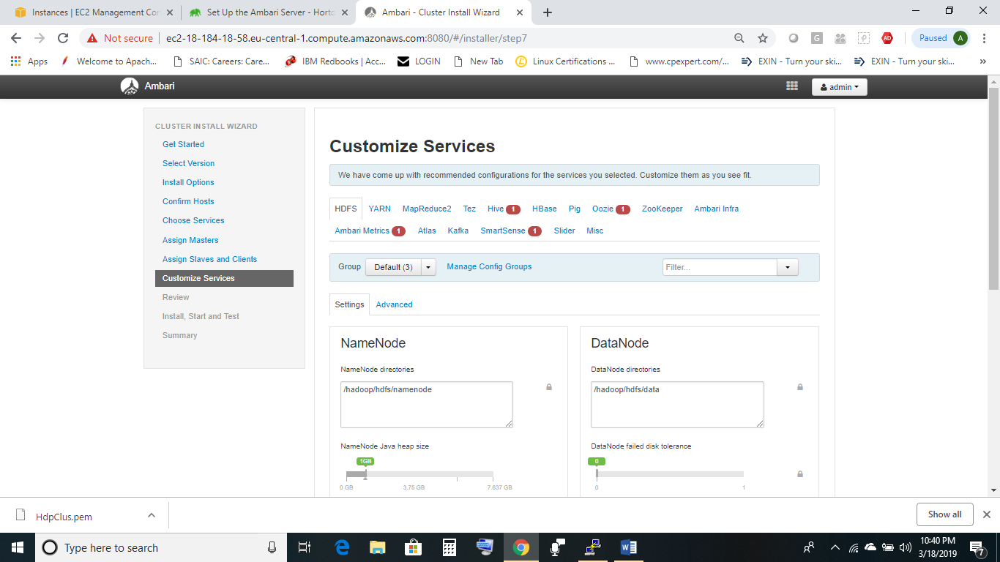 Instances | EC2 Management Con
Set Up the Ambari Server - Horto
Ambari - Cluster Install Wizard
Not secure
ec2-18-184-18-58.eu-central-1.compute.amazonaws.com:8080/#/installer/step7
G
AD
Paused
A
Apps
Welcome to Apach...
SAIC: Careers: Care...
IBM Redbooks | Acc...
LOGIN
New Tab
Linux Certifications ...
www.cpexpert.com/...
EXIN - Turn your ski...
EXIN - Turn your ski...
»
Ambari
admin
CLUSTER INSTALL WIZARD
Get Started
Select Version
Install Options
Confirm Hosts
Choose Services
Assign Masters
Assign Slaves and Clients
Customize Services
Review
Install, Start and Test
Summary
Customize Services
We have come up with recommended configurations for the services you selected. Customize them as you see fit.
HDFS YARN MapReduce2 Tez Hive 1 HBase Pig Oozie 1 ZooKeeper Ambari Infra
Ambari Metrics 1 Atlas Kafka SmartSense 1 Slider Misc
Group Default (3) Manage Config Groups Filter...
Settings Advanced
NameNode
NameNode directories
/hadoop/hdfs/namenode
NameNode Java heap size
1GB
0 GB 3.75 GB 7.637 GB
DataNode
DataNode directories
/hadoop/hdfs/data
DataNode failed disk tolerance
0
0 1
HdpClus.pem
Show all
Type here to search
10:40 PM
3/18/2019
7